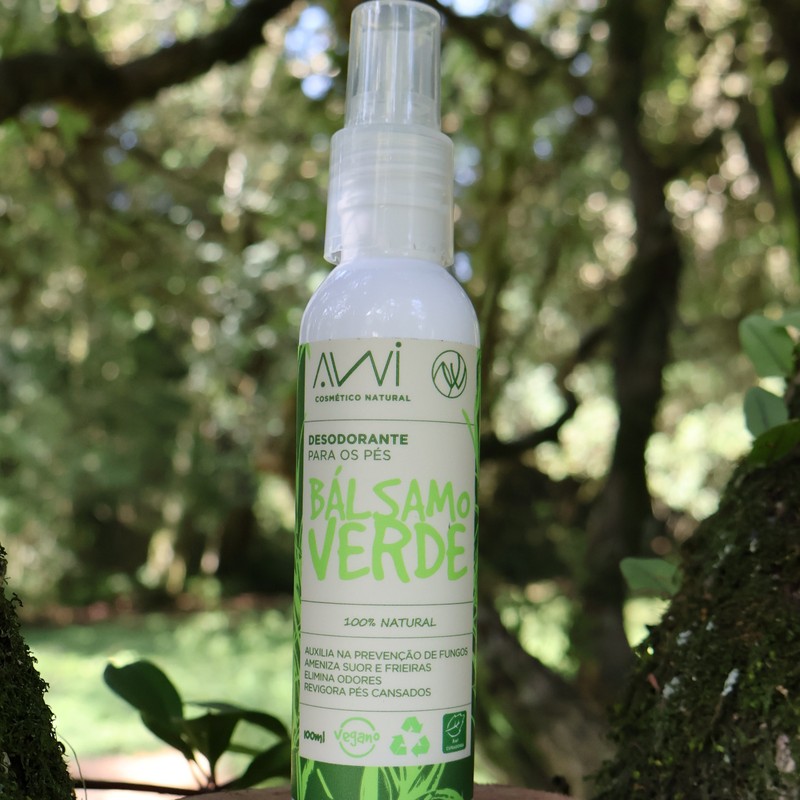 AWI
COSMÉTICO NATURAL
DESODORANTE
PARA OS PÉS
BÁLSAMO
VERDE
100% NATURAL
AUXILIA NA PREVENÇÃO DE FUNGOS
AMENIZA SUOR E FRIEIRAS
ELIMINA ODORES
REVIGORA PÉS CANSADOS
100ml
Vegano